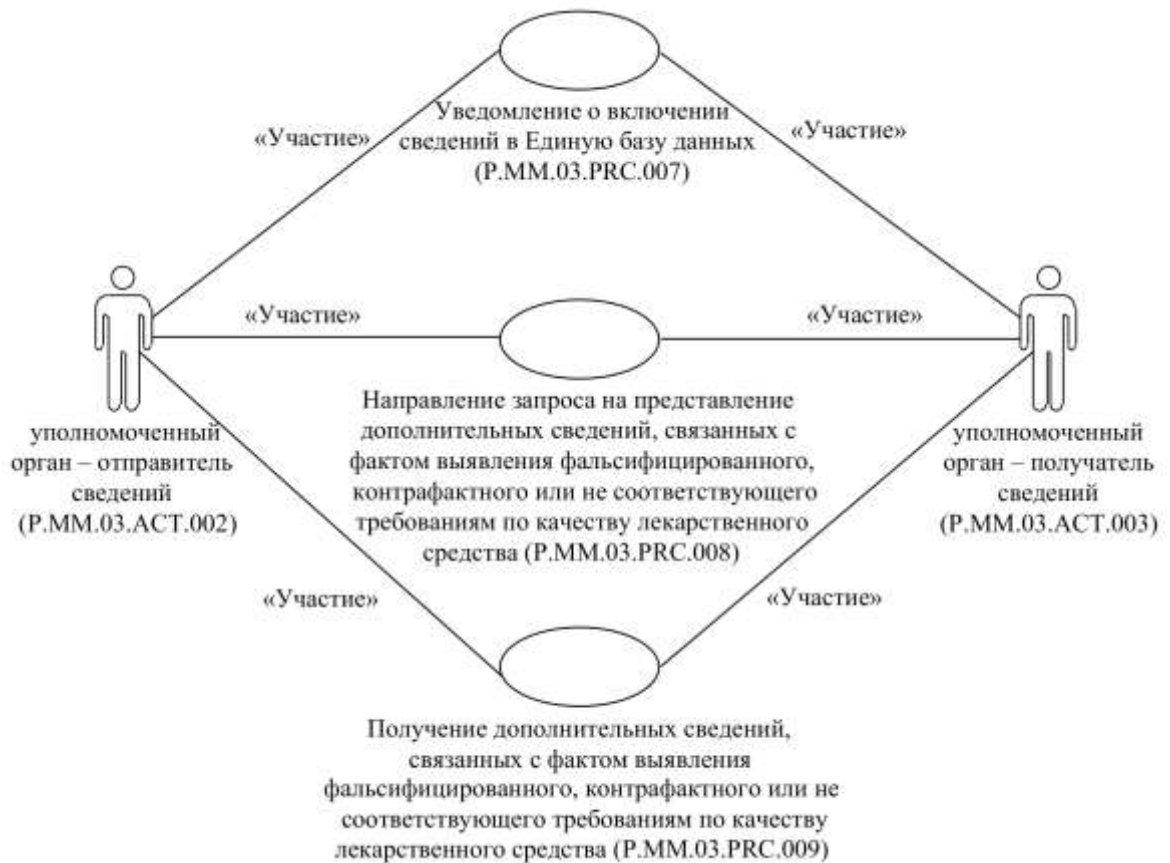 Уведомление о включении
сведений в Единую базу данных
(P.MM.03.PRC.007)
«Участие»
«Участие»
«Участие»
«Участие»
уполномоченный
орган – отправитель
сведений
(P.MM.03.ACT.002)
Направление запроса на представление
дополнительных сведений, связанных с
фактом выявления фальсифицированного,
контрафактного или не соответствующего
требованиям по качеству лекарственного
средства (P.MM.03.PRC.008)
уполномоченный
орган – получатель
сведений
(P.MM.03.ACT.003)
«Участие»
«Участие»
Получение дополнительных сведений,
связанных с фактом выявления
фальсифицированного, контрафактного или не
соответствующего требованиям по качеству
лекарственного средства (P.MM.03.PRC.009)